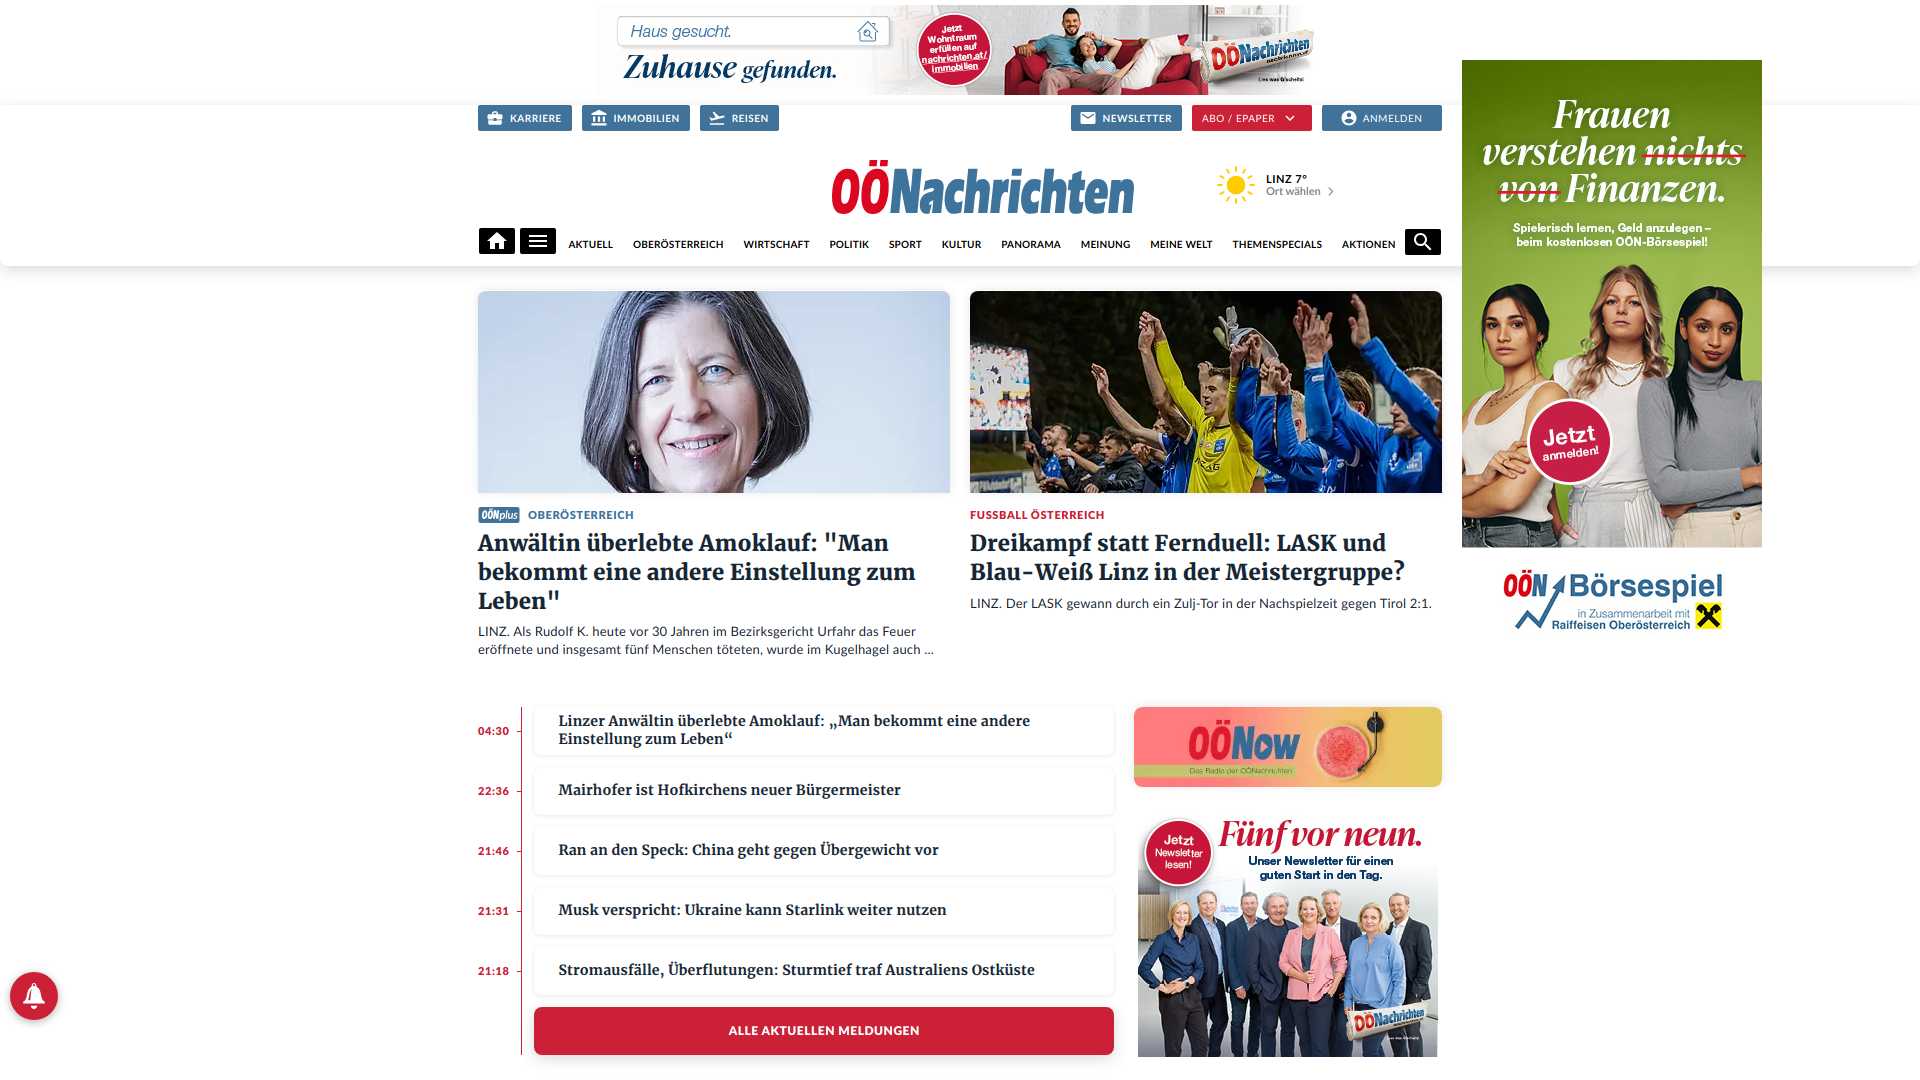 Haus gesucht.
Zuhause gefunden.
Jetzt
Wohntraum
erfüllen auf
nachrichten.at/
immobilien
OÖNachrichten
Lies was G'scheits!
KARRIERE
IMMOBILIEN
REISEN
NEWSLETTER
ABO / EPAPER
ANMELDEN
OÖNachrichten
LINZ 7°
Ort wählen
AKTUELL
OBERÖSTERREICH
WIRTSCHAFT
POLITIK
SPORT
KULTUR
PANORAMA
MEINUNG
MEINE WELT
THEMENSPECIALS
AKTIONEN
Frauen
verstehen nichts
von Finanzen.
Spielerisch lernen, Geld anzulegen –
beim kostenlosen OÖN-Börsespiel!
Jetzt
anmelden!
OÖN Börsespiel
in Zusammenarbeit mit
Raiffeisen Oberösterreich
OÖNplus OBERÖSTERREICH
Anwältin überlebte Amoklauf: "Man
bekommt eine andere Einstellung zum
Leben"
LINZ. Als Rudolf K. heute vor 30 Jahren im Bezirksgericht Urfahr das Feuer
eröffnete und insgesamt fünf Menschen töteten, wurde im Kugelhagel auch ...
FUSSBALL ÖSTERREICH
Dreikampf statt Fernduell: LASK und
Blau-Weiß Linz in der Meistergruppe?
LINZ. Der LASK gewann durch ein Zulj-Tor in der Nachspielzeit gegen Tirol 2:1.
04:30
Linzer Anwältin überlebte Amoklauf: „Man bekommt eine andere
Einstellung zum Leben“
22:36
Mairhofer ist Hofkirchens neuer Bürgermeister
21:46
Ran an den Speck: China geht gegen Übergewicht vor
21:31
Musk verspricht: Ukraine kann Starlink weiter nutzen
21:18
Stromausfälle, Überflutungen: Sturmtief traf Australiens Ostküste
ALLE AKTUELLEN MELDUNGEN
OÖNow
Das Radio der OÖNachrichten
Jetzt
Newsletter
lesen!
Fünf vor neun.
Unser Newsletter für einen
guten Start in den Tag.
OÖNachrichten